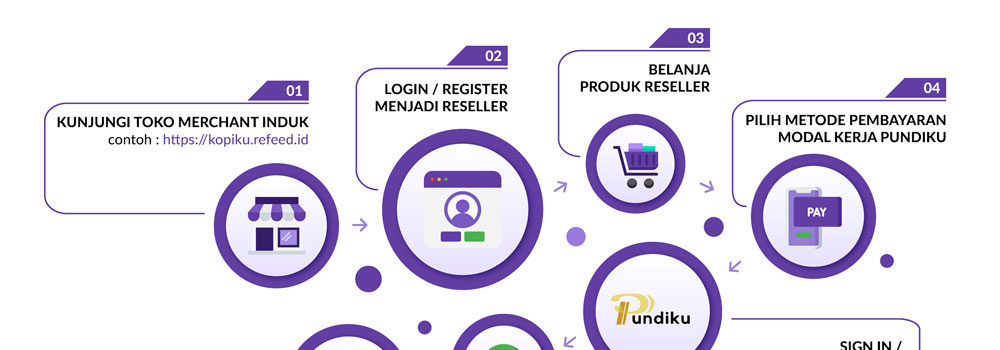 01
KUNJUNGI TOKO MERCHANT INDUK
contoh : https://kopiku.refeed.id
02
LOGIN / REGISTER
MENJADI RESELLER
03
BELANJA
PRODUK RESELLER
04
PILIH METODE PEMBAYARAN
MODAL KERJA PUNDIKU
PAY
Pundiku
SIGN IN /